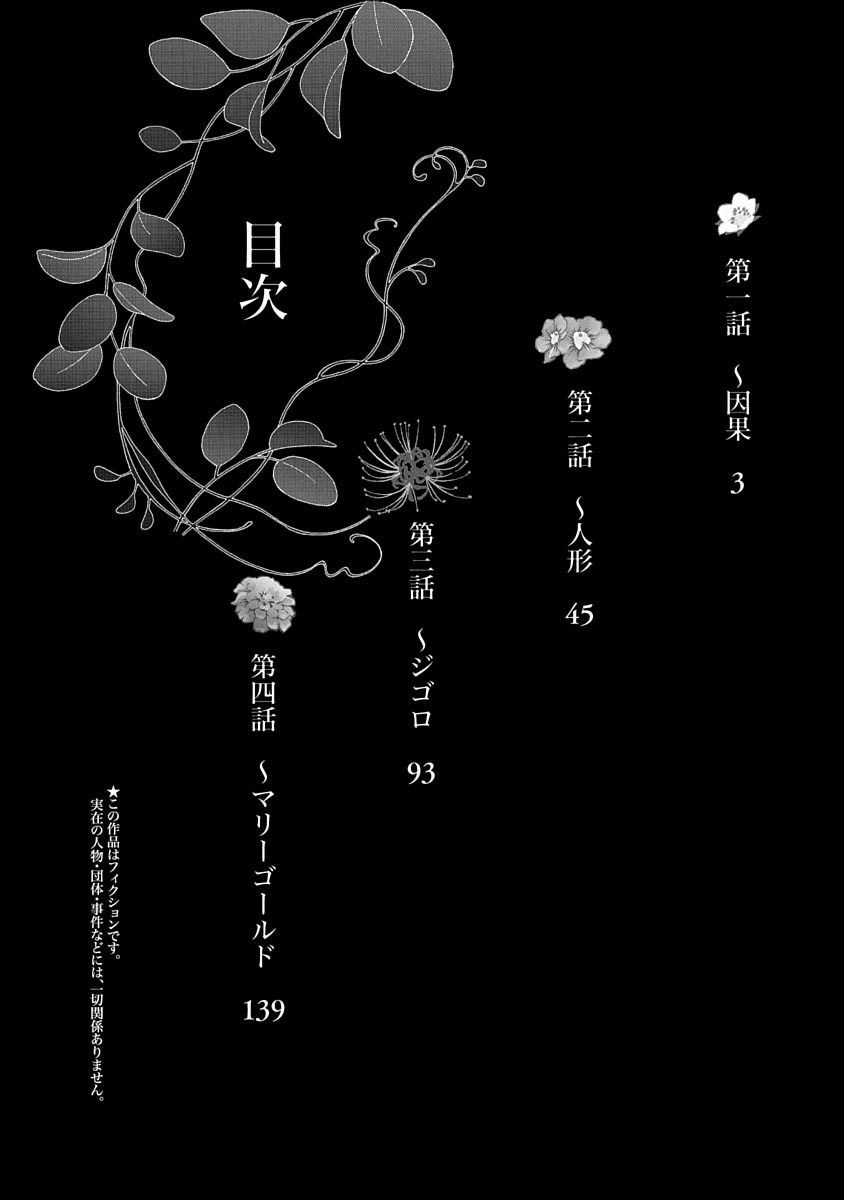 目次
第一話　～因果　3
第二話　～人形　45
第三話　～ジゴロ　93
第四話　～マリーゴールド　139
★この作品はフィクションです。
実在の人物・団体・事件などには、一切関係ありません。